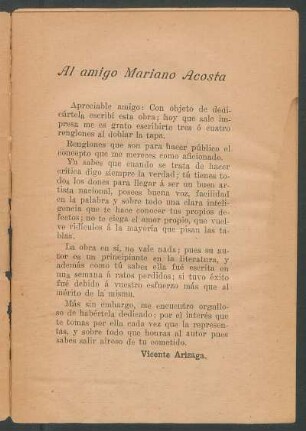 Al amigo Mariano Acosta
Apreciable amigo: Con objeto de dedi-
cártela escribí esta obra; hoy que sale im-
presa me es grato escribirte tres ó cuatro
renglones al doblar la tapa.
Renglones que son para hacer público el
concepto que me mereces como aficionado.
Tú sabes que cuando se trata de hacer
crítica digo siempre la verdad; tú tienes to-
dos los dones para llegar á ser un buen ar-
tista nacional, posees buena voz, facilidad
en la palabra y sobre todo una clara inteli-
gencia que te hace conocer tus propios de-
fectos; no te ciega el amor propio, que vuel-
ve ridículos á la mayoría que pisan las
tablas.
La obra en sí, no vale nada; pues su au-
tor es un principiante en la literatura, y
además como tú sabes ella fué escrita en
una semana á ratos perdidos; si tuvo éxito
fué debido á vuestro esfuerzo más que al
mérito de la misma.
Más sin embargo, me encuentro orgullo-
so de habértela dedicado; por el interés que
te tomas por ella cada vez que la represen-
tas, y sobre todo que honras al autor pues
sabes salir airoso de tu cometido.
Vicente Arizaga.